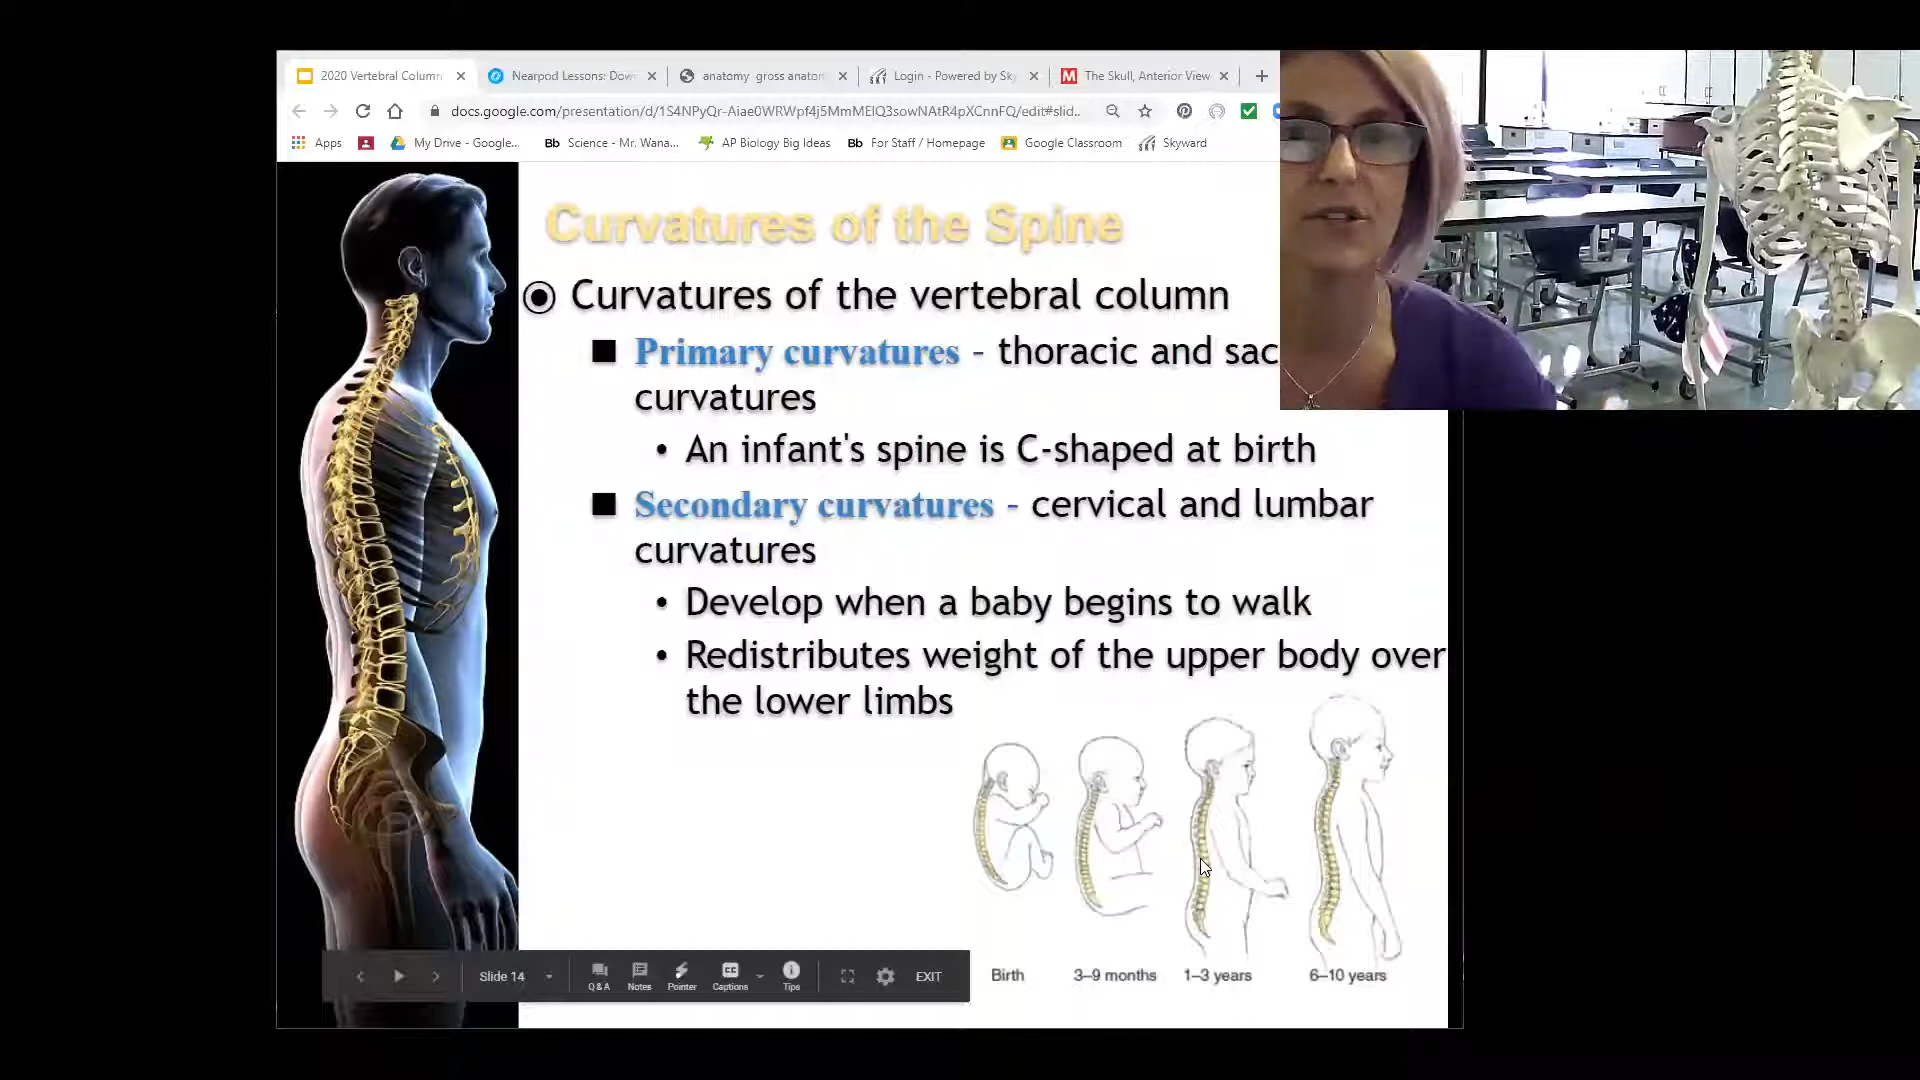 2020 Vertebral Column
Nearpod Lessons: Dow
anatomy gross anaton
Login - Powered by Sky
The Skull, Anterior View
docs.google.com/presentation/d/1S4NPyQr-Aiae0WRWpf4j5MmMElQ3sowNAtR4pXCnnFQ/edit#slid..
Apps
My Drive - Google...
Bb Science - Mr. Wana...
AP Biology Big Ideas
Bb For Staff / Homepage
Google Classroom
Skyward
Curvatures of the Spine
Curvatures of the vertebral column
Primary curvatures - thoracic and sac
curvatures
• An infant's spine is C-shaped at birth
Secondary curvatures - cervical and lumbar
curvatures
• Develop when a baby begins to walk
• Redistributes weight of the upper body over
the lower limbs
Birth 3–9 months 1–3 years 6–10 years
Slide 14
Q & A
Notes
Pointer
CC
Captions
Tips
EXIT